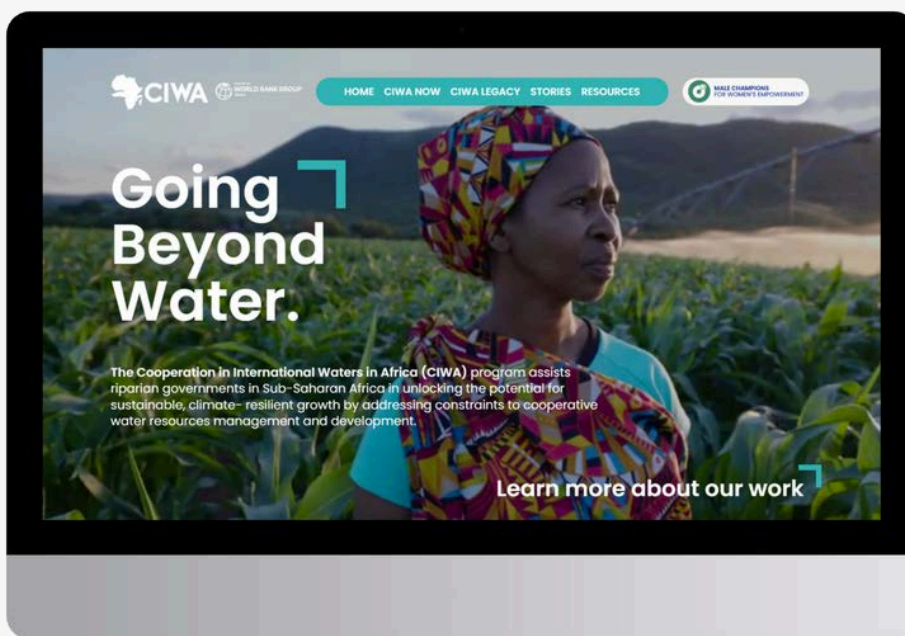 CIWA
WORLD BANK GROUP
HOME CIWA NOW CIWA LEGACY STORIES RESOURCES
MALE CHAMPIONS
FOR WOMEN'S EMPOWERMENT
Going
Beyond
Water.
The Cooperation in International Waters in Africa (CIWA) program assists
riparian governments in Sub-Saharan Africa in unlocking the potential for
sustainable, climate- resilient growth by addressing constraints to cooperative
water resources management and development.
Learn more about our work